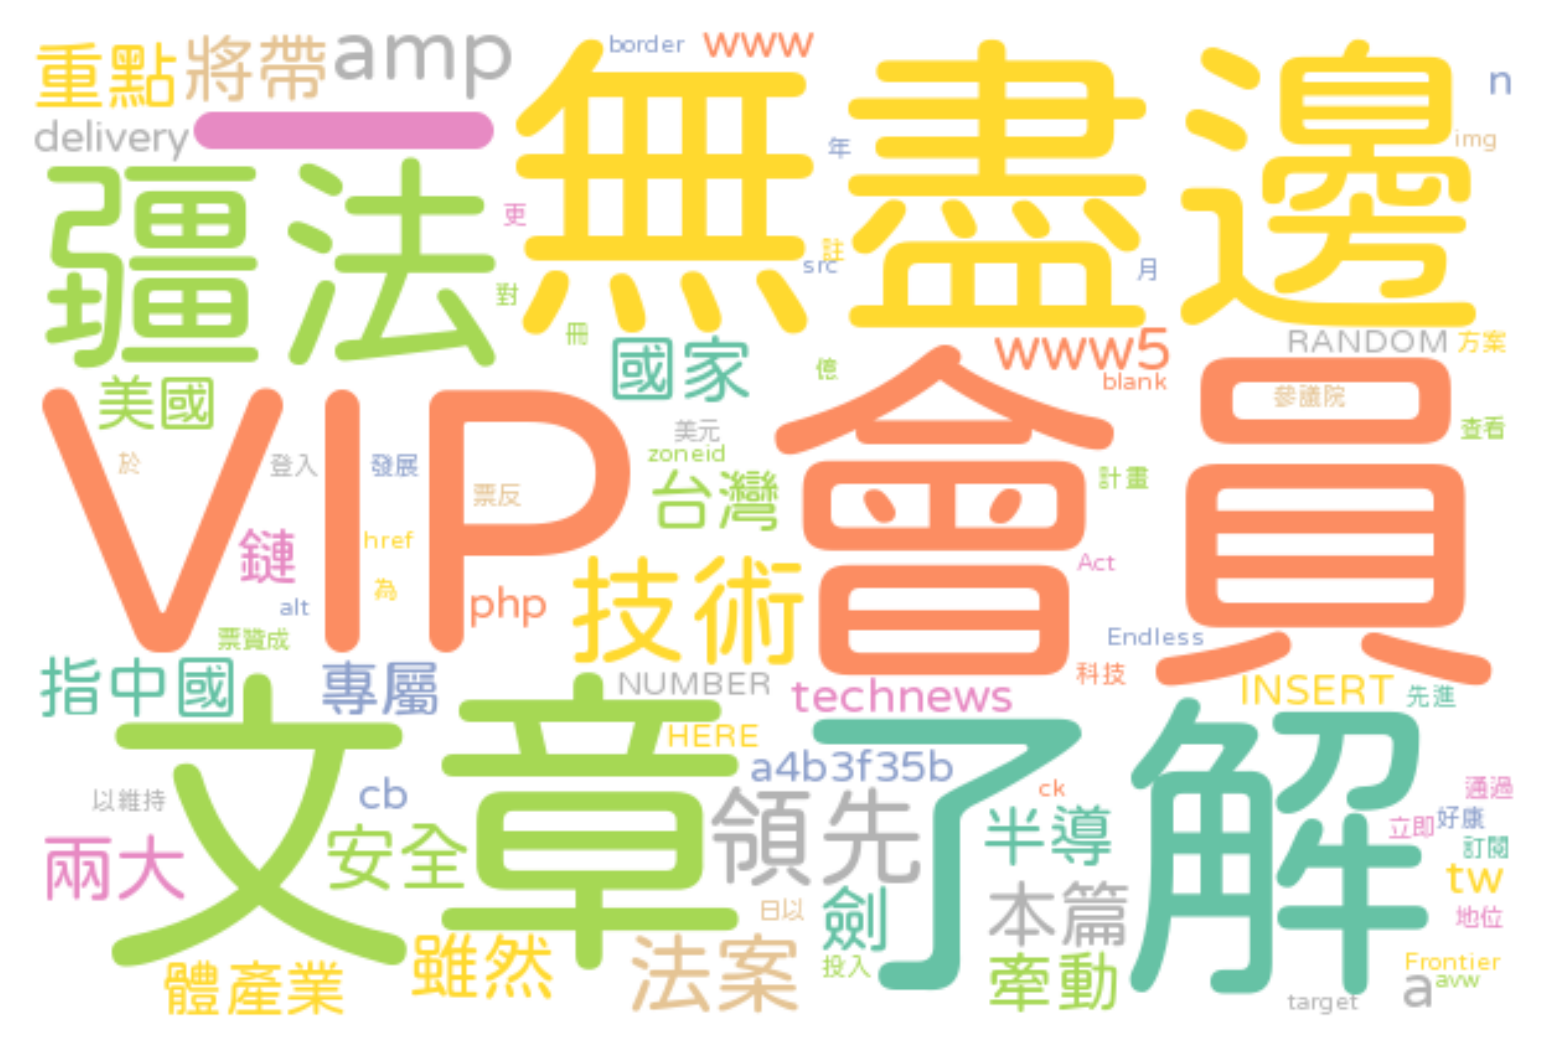 重點 將帶 amp border www
無 盡 邊 n
delivery 一 年 img
疆法 更 註 src 月
對 冊 國家 www5 RANDOM 方案
美國 億 blank 參議院
VIP 會員 美元 查看
於 登入 發展 票反 zoneid 台灣 計畫
鏈 href 技術 Act
alt 為 php
票贊成 Endless
指中國 專屬 NUMBER technews 科技 INSERT 先進
文章 HERE 了解
以維持 cb a4b3f35b ck 通過
兩大 安全 領先 半導 立即 好康
訂閱
tw
日以 劍 本篇 地位
體產業 雖然 法案 投入 牽動 Frontier
a avw
target